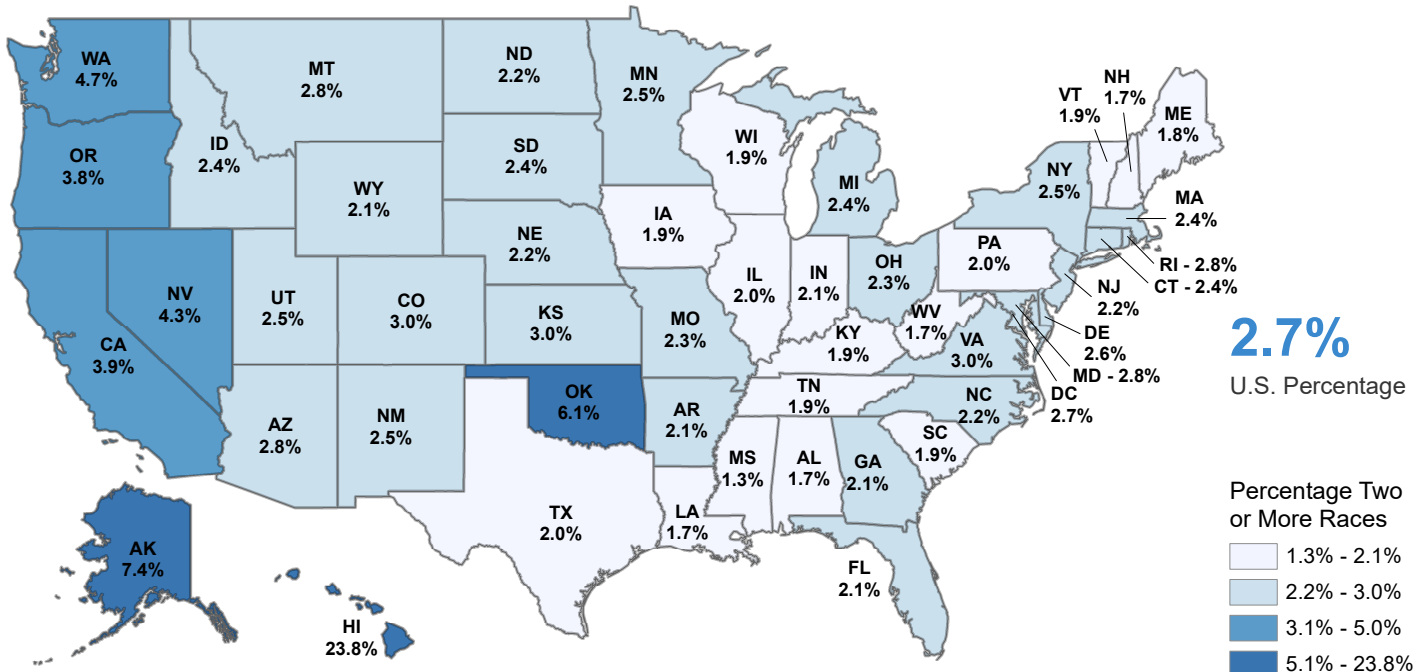 WA
4.7%
MT
2.8%
ND
2.2%
MN
2.5%
OR
3.8%
ID
2.4%
SD
2.4%
WI
1.9%
VT
1.9%
NH
1.7%
ME
1.8%
WY
2.1%
MI
2.4%
NY
2.5%
MA
2.4%
IA
1.9%
NE
2.2%
PA
2.0%
RI - 2.8%
CT - 2.4%
NV
4.3%
UT
2.5%
CO
3.0%
IL
2.0%
IN
2.1%
OH
2.3%
NJ
2.2%
CA
3.9%
KS
3.0%
MO
2.3%
KY
1.9%
WV
1.7%
VA
3.0%
DE
2.6%
MD - 2.8%
DC
2.7%
AZ
2.8%
NM
2.5%
OK
6.1%
AR
2.1%
TN
1.9%
NC
2.2%
SC
1.9%
MS
1.3%
AL
1.7%
GA
2.1%
TX
2.0%
LA
1.7%
FL
2.1%
AK
7.4%
HI
23.8%
2.7%
U.S. Percentage
Percentage Two
or More Races
1.3% - 2.1%
2.2% - 3.0%
3.1% - 5.0%
5.1% - 23.8%